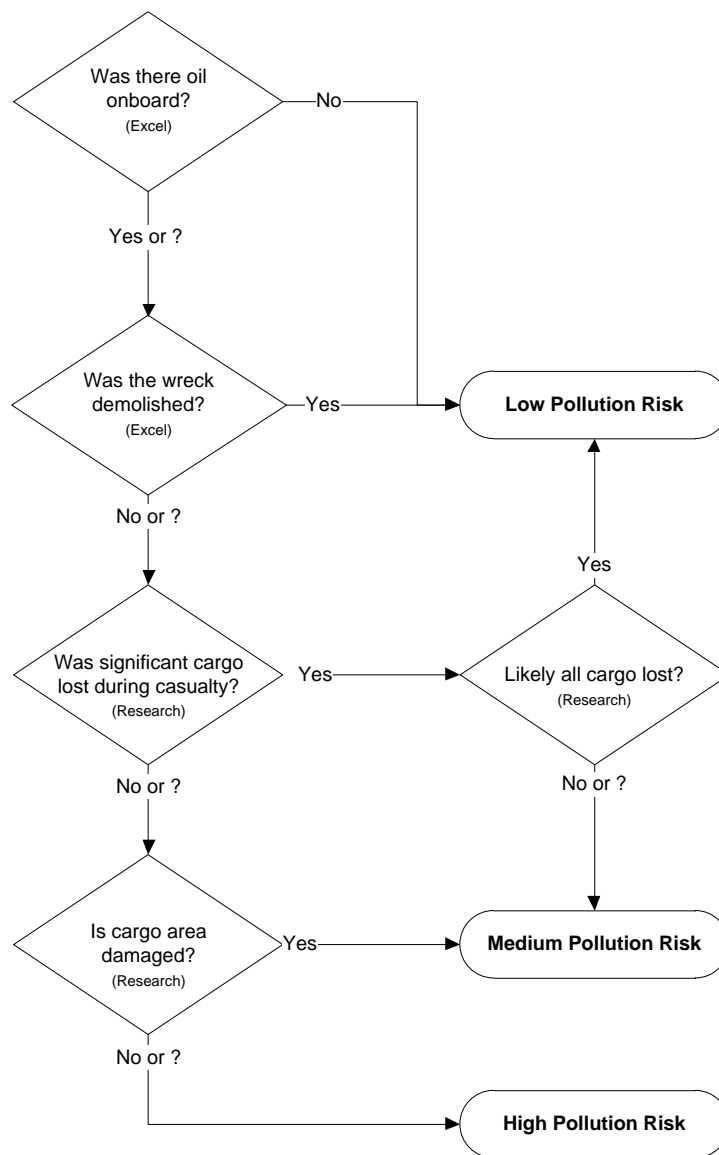 Was there oil
onboard?
(Excel)
No
Yes or ?
Was the wreck
demolished?
(Excel)
Yes
Low Pollution Risk
No or ?
Yes
Was significant cargo
lost during casualty?
(Research)
Yes
Likely all cargo lost?
(Research)
No or ?
No or ?
Is cargo area
damaged?
(Research)
Yes
Medium Pollution Risk
No or ?
High Pollution Risk